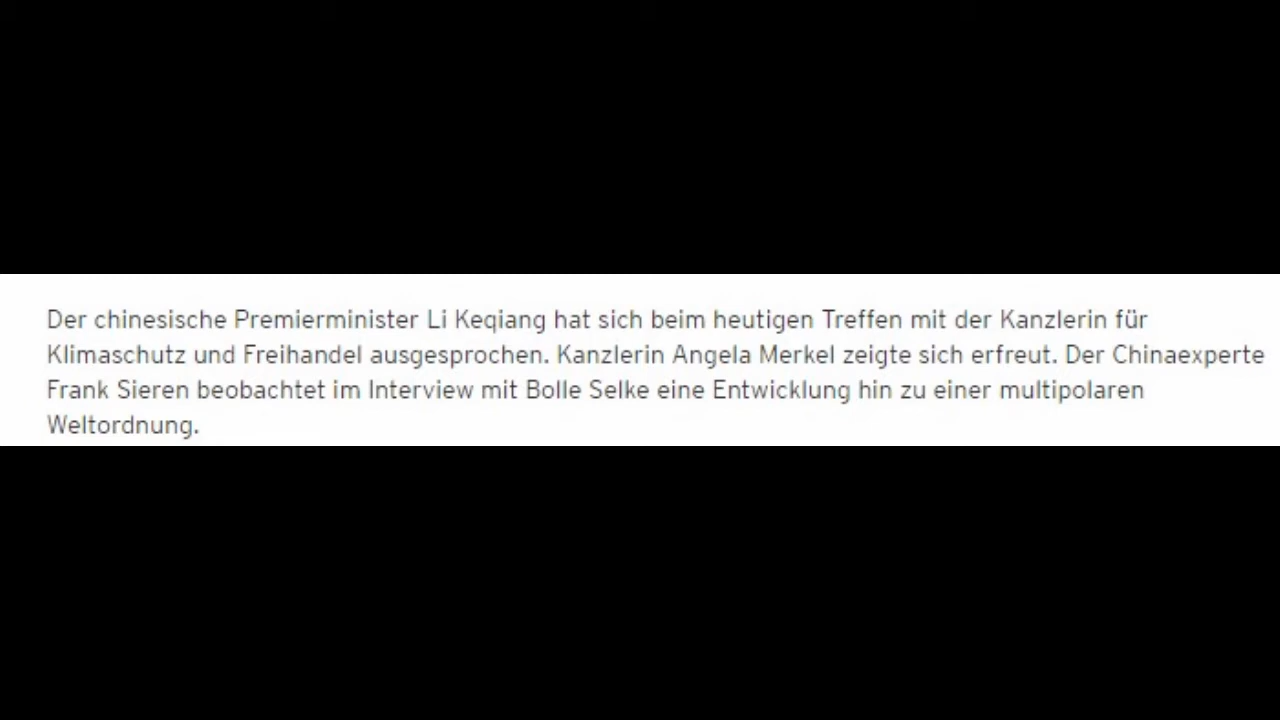 Der chinesische Premierminister Li Keqiang hat sich beim heutigen Treffen mit der Kanzlerin für
Klimaschutz und Freihandel ausgesprochen. Kanzlerin Angela Merkel zeigte sich erfreut. Der Chinaexperte
Frank Sieren beobachtet im Interview mit Bolle Selke eine Entwicklung hin zu einer multipolaren
Weltordnung.